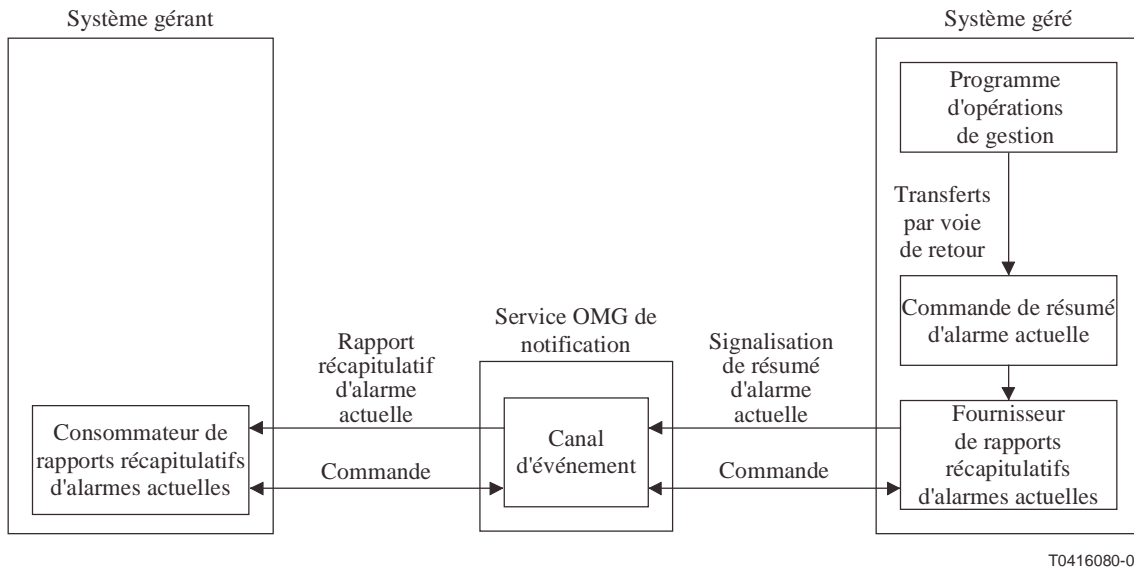 Système gérant
Système géré
Programme
d'opérations
de gestion
Transferts
par voie
de retour
Commande de résumé
d'alarme actuelle
Service OMG de
notification
Rapport
récapitulatif
d'alarme
actuelle
Signalisation
de résumé
d'alarme
actuelle
Consommateur de
rapports récapitulatifs
d'alarmes actuelles
Commande
Canal
d'événement
Commande
Fournisseur
de rapports
récapitulatifs
d'alarmes actuelles
T0416080-0